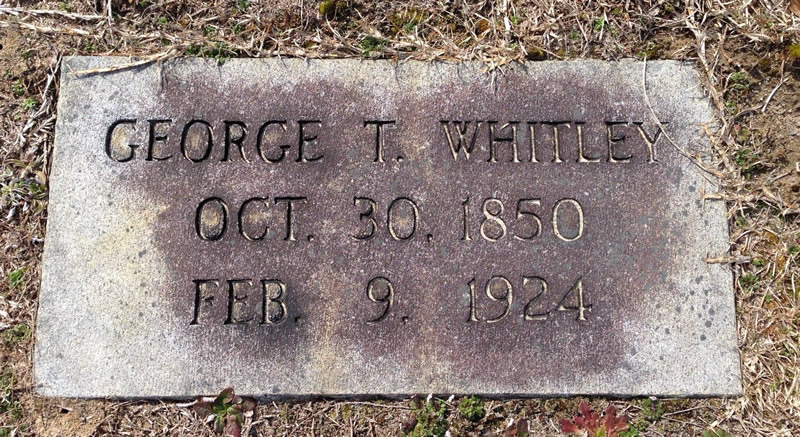 GEORGE T. WHITLEY
OCT. 30. 1850
FEB. 9. 1924